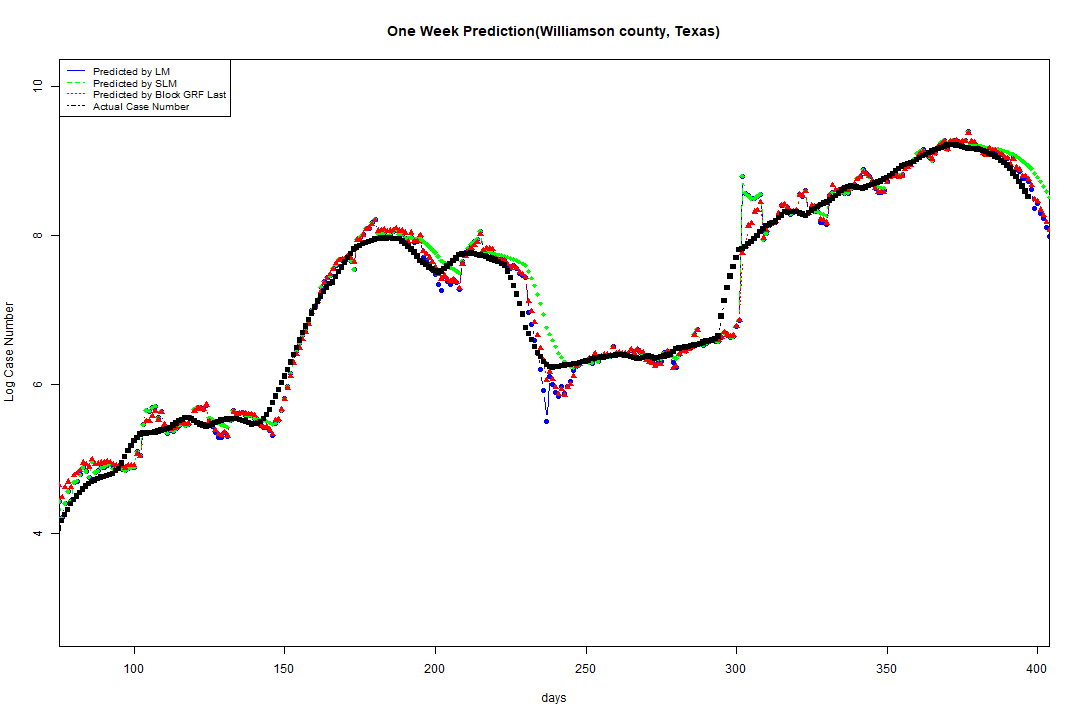 One Week Prediction(Williamson county, Texas)
Predicted by LM
Predicted by SLM
Predicted by Block GRF Last
Actual Case Number
10
8
6
4
Log Case Number
100 150 200 250 300 350 400
days